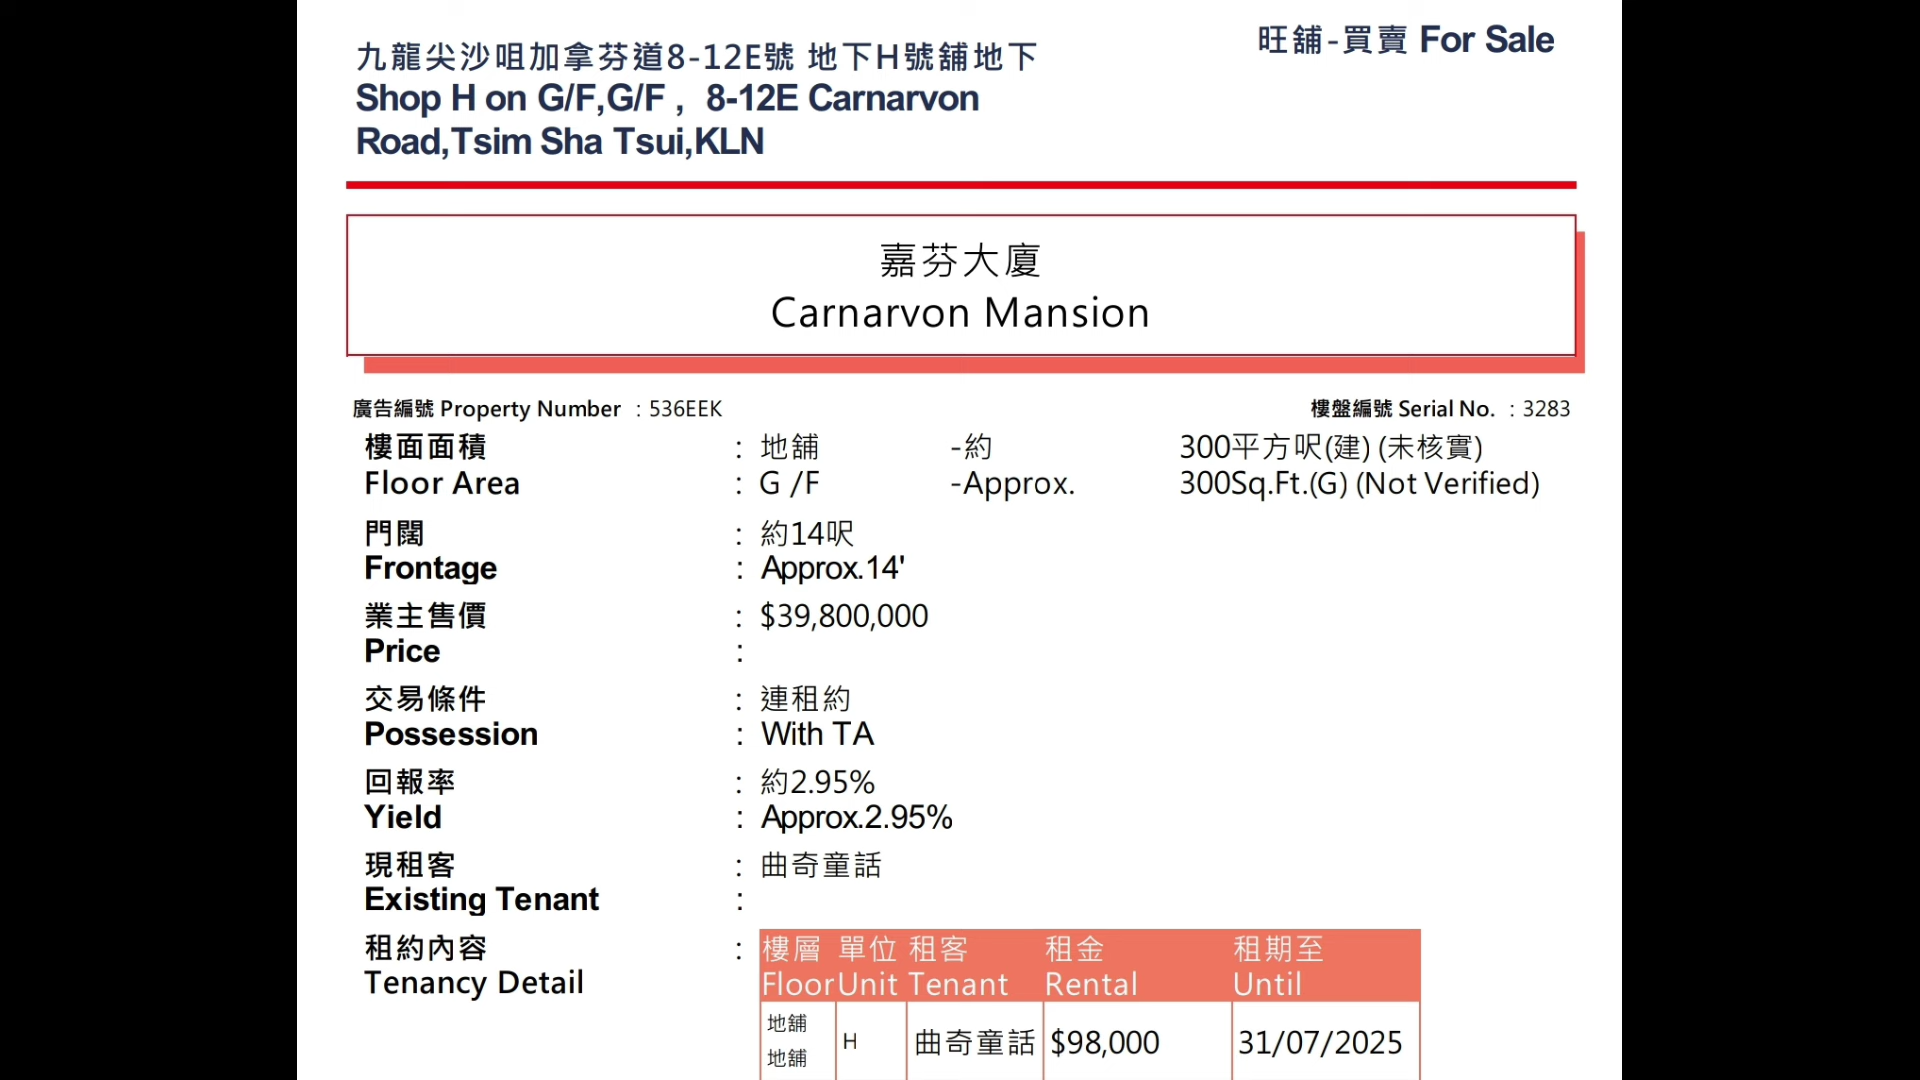 九龍尖沙咀加拿芬道8-12E號 地下H號舖地下
旺舖-買賣 For Sale
Shop H on G/F,G/F , 8-12E Carnarvon
Road,Tsim Sha Tsui,KLN
嘉芬大廈
Carnarvon Mansion
廣告編號 Property Number : 536EEK
樓盤編號 Serial No. : 3283
樓面面積 : 地舖 -約 300平方呎(建) (未核實)
Floor Area : G /F -Approx. 300Sq.Ft.(G) (Not Verified)
門闊 : 約14呎
Frontage : Approx.14'
業主售價 : $39,800,000
Price :
交易條件 : 連租約
Possession : With TA
回報率 : 約2.95%
Yield : Approx.2.95%
現租客 : 曲奇童話
Existing Tenant :
租約內容 : 樓層 單位 租客 租金 租期至
Tenancy Detail Floor Unit Tenant Rental Until
地舖
地舖 H 曲奇童話 $98,000 31/07/2025